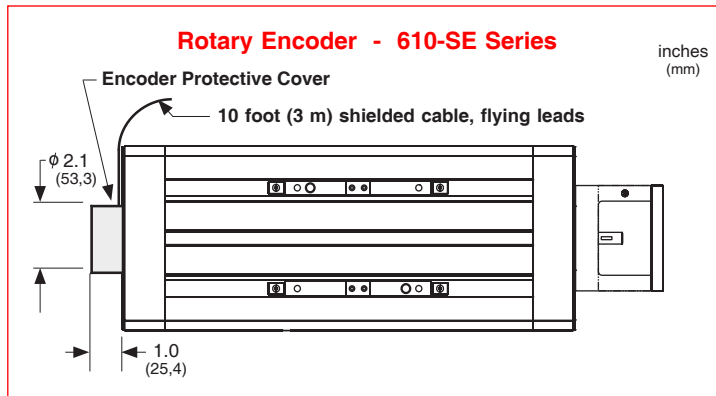 Rotary Encoder - 610-SE Series
inches
(mm)
Encoder Protective Cover
10 foot (3 m) shielded cable, flying leads
ϕ 2.1
(53,3)
1.0
(25,4)